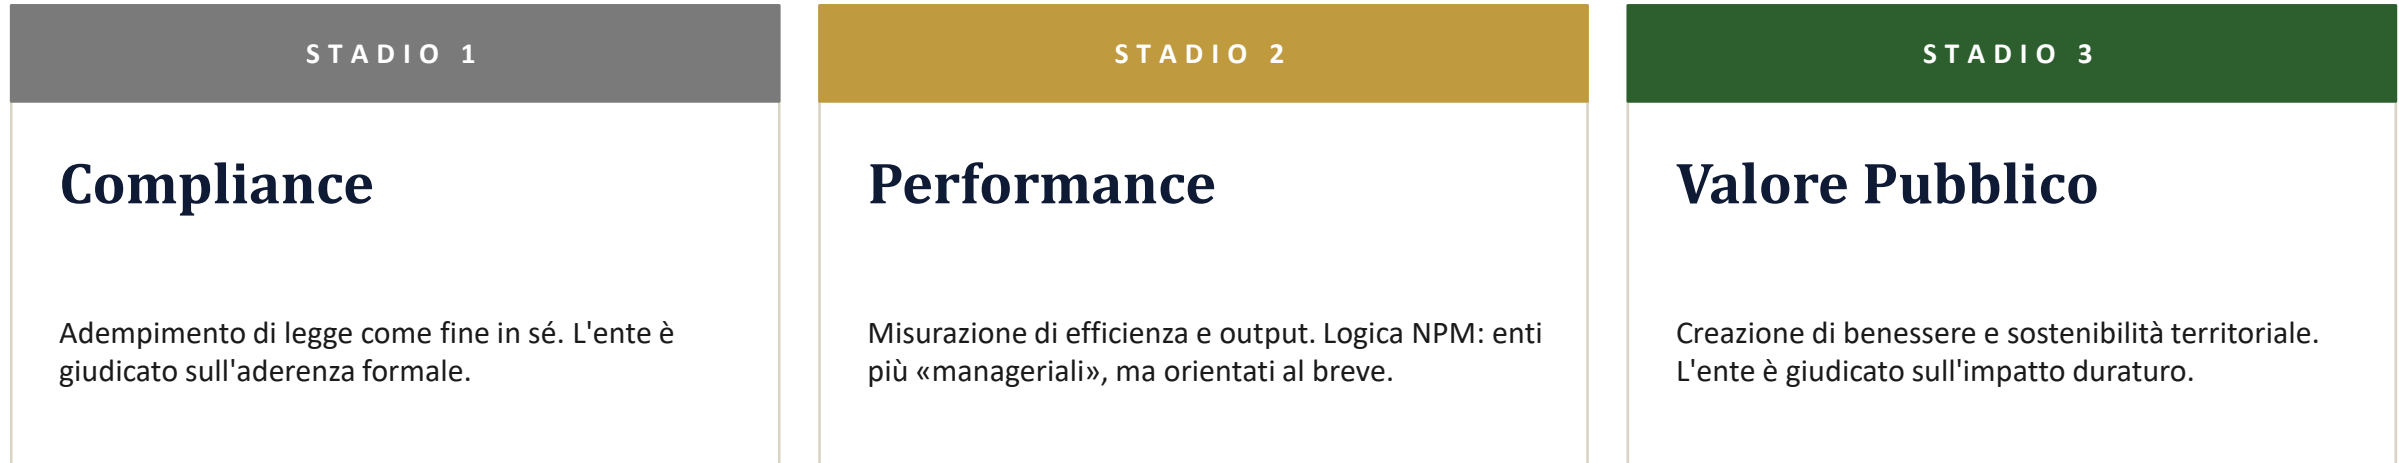 STADIO 1
Compliance
Adempimento di legge come fine in sé. L'ente è
giudicato sull'aderenza formale.
STADIO 2
Performance
Misurazione di efficienza e output. Logica NPM: enti
più «manageriali», ma orientati al breve.
STADIO 3
Valore Pubblico
Creazione di benessere e sostenibilità territoriale.
L'ente è giudicato sull'impatto duraturo.